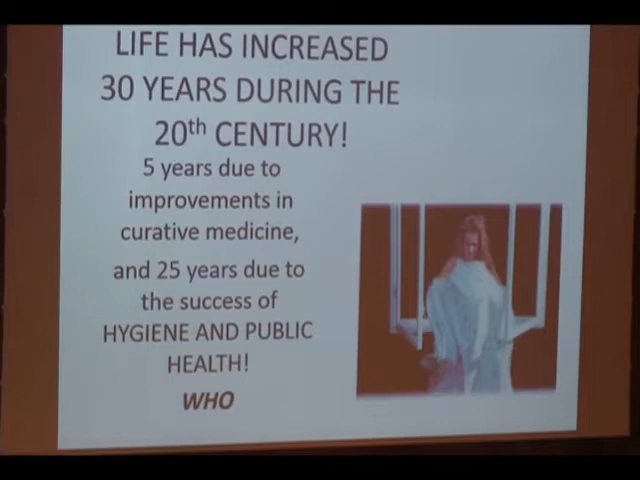 LIFE HAS INCREASED
30 YEARS DURING THE
20th CENTURY!
5 years due to
improvements in
curative medicine,
and 25 years due to
the success of
HYGIENE AND PUBLIC
HEALTH!
WHO